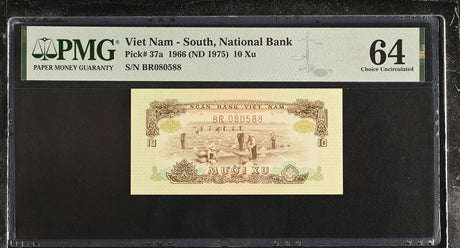 PMG
PAPER MONEY GUARANTY
Viet Nam - South, National Bank
Pick# 37a 1966 (ND 1975) 10 Xu
S/N BR080588
64
Choice Uncirculated
NGÂN HÀNG VIỆT NAM
BR 080588
10 10
MƯỜI XU